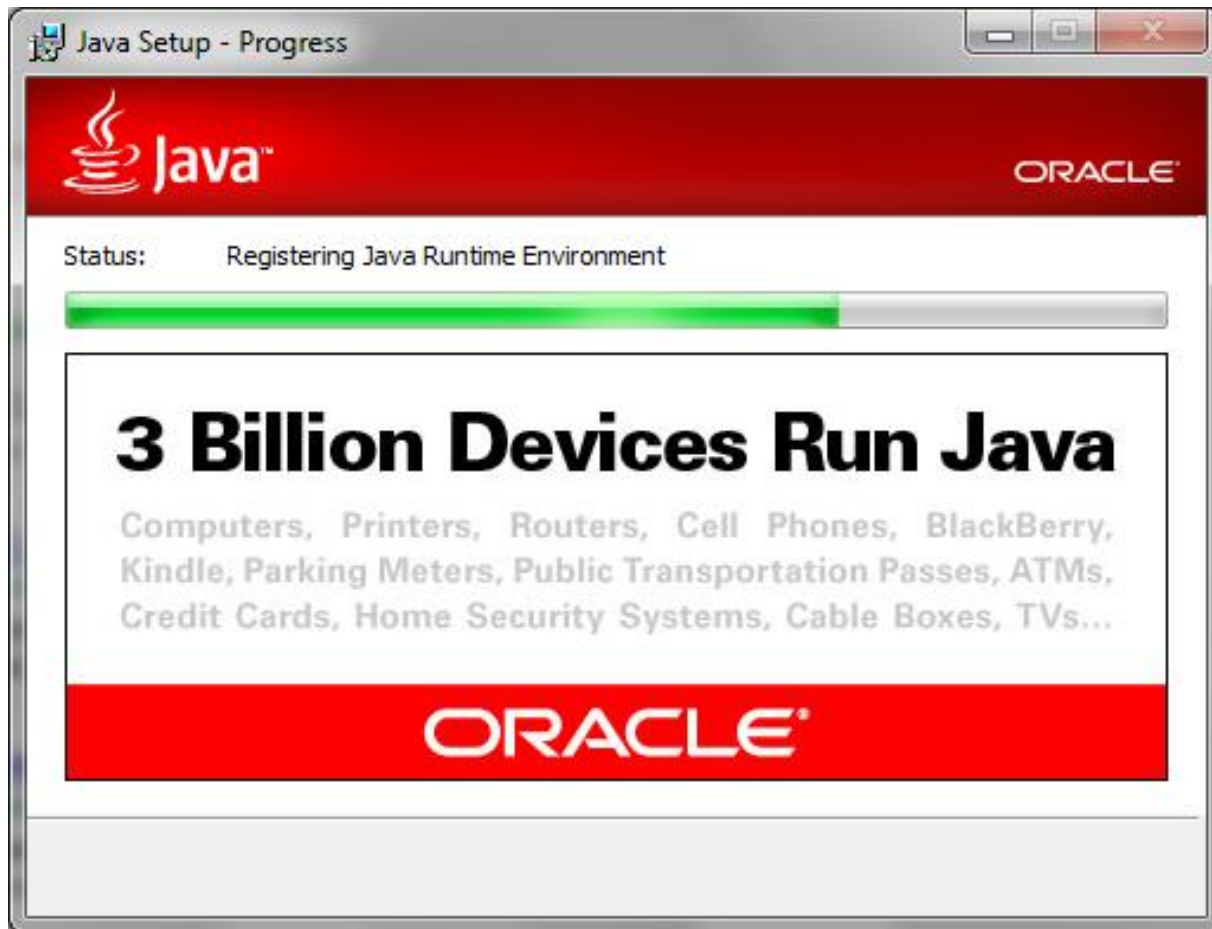 Java Setup - Progress
Java™
ORACLE®
Status: Registering Java Runtime Environment
3 Billion Devices Run Java
Computers, Printers, Routers, Cell Phones, BlackBerry,
Kindle, Parking Meters, Public Transportation Passes, ATMs,
Credit Cards, Home Security Systems, Cable Boxes, TVs...
ORACLE®